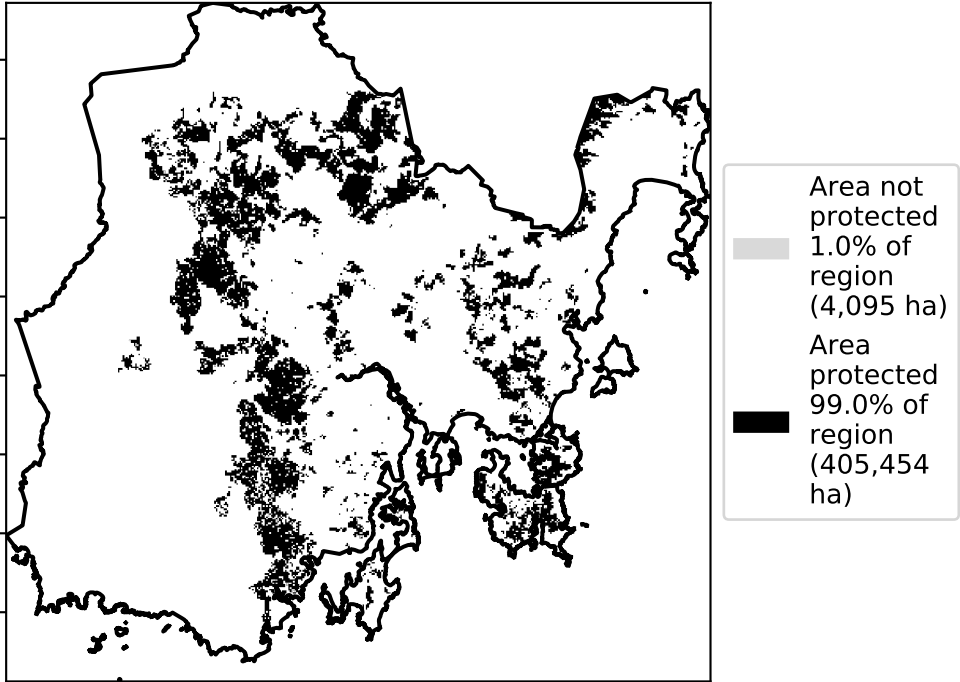 Area not
protected
1.0% of
region
(4,095 ha)
Area
protected
99.0% of
region
(405,454
ha)